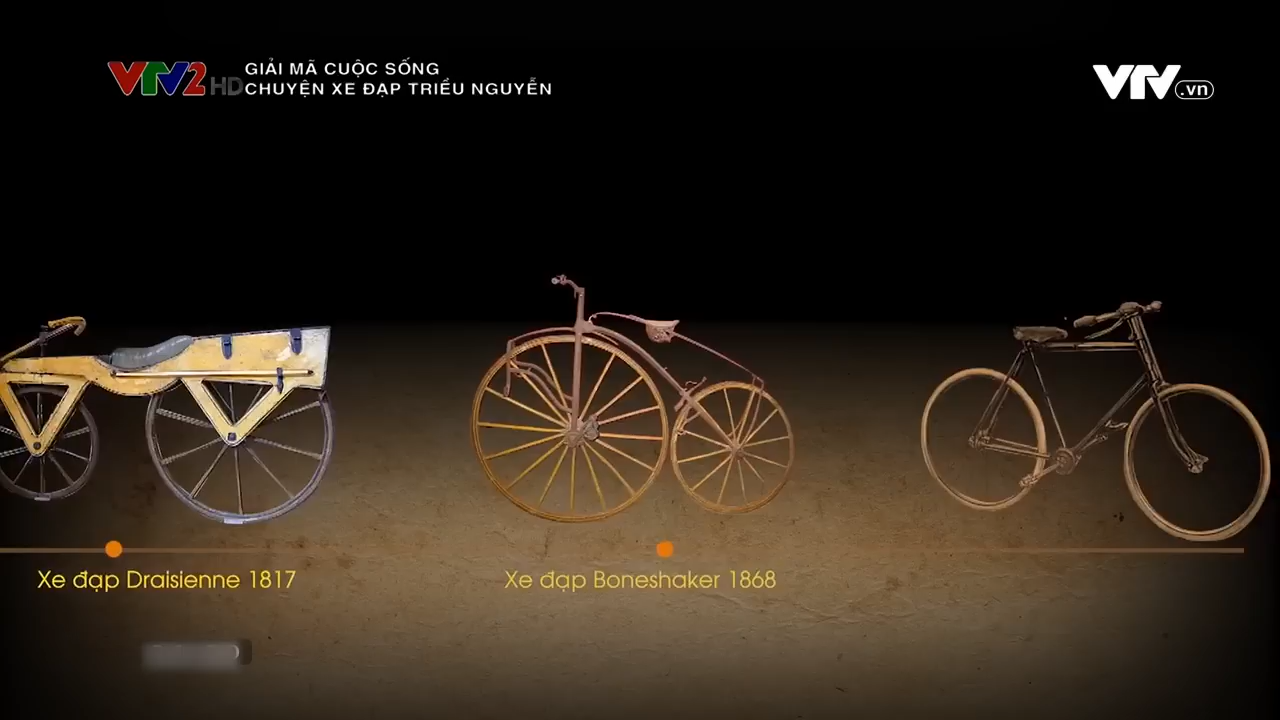 VTV2 HD
GIẢI MÃ CUỘC SỐNG
CHUYỆN XE ĐẠP TRIỀU NGUYỄN
VTV.vn
Xe đạp Draisienne 1817
Xe đạp Boneshaker 1868